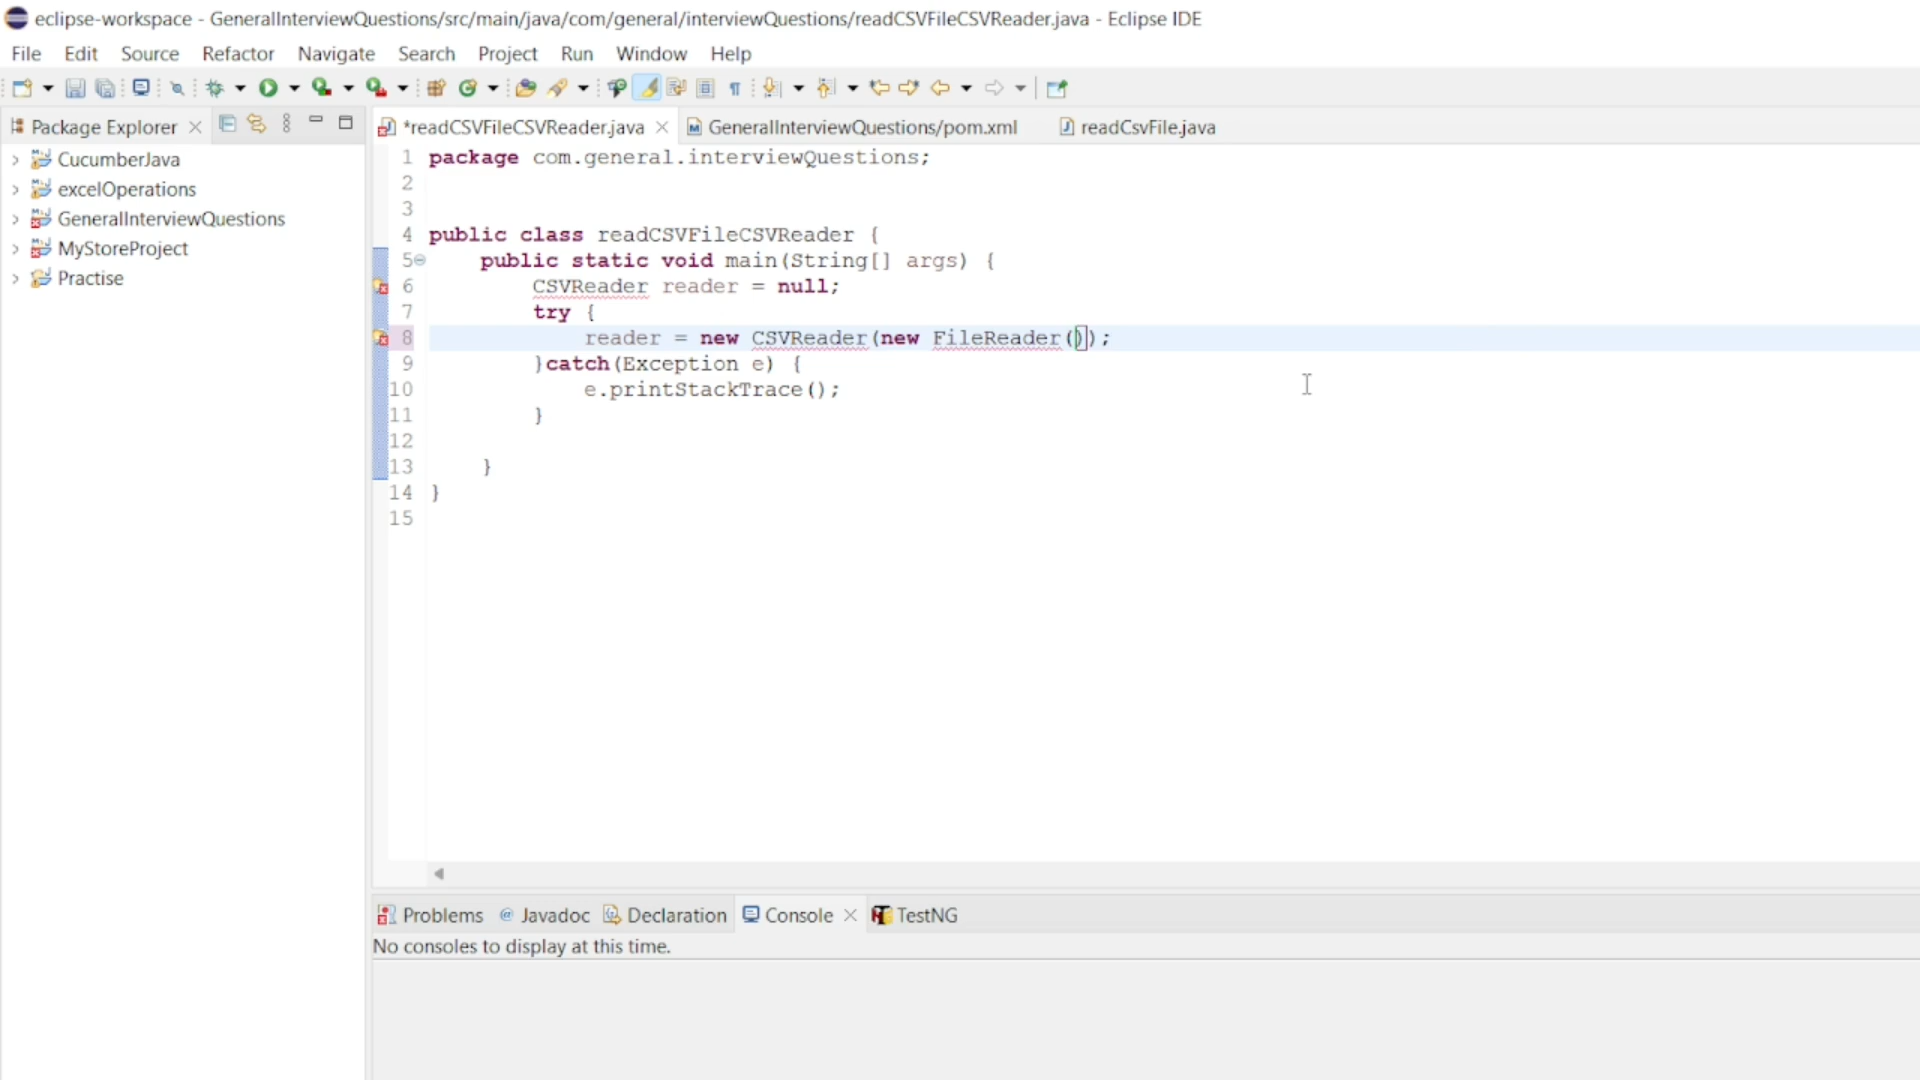 eclipse-workspace - GeneralInterviewQuestions/src/main/java/com/general/interviewQuestions/readCSVFileCSVReader.java - Eclipse IDE
File Edit Source Refactor Navigate Search Project Run Window Help
Package Explorer
*readCSVFileCSVReader.java GeneralInterviewQuestions/pom.xml readCsvFile.java
CucumberJava
excelOperations
GeneralInterviewQuestions
MyStoreProject
Practise
1 package com.general.interviewQuestions;
2
3
4 public class readCSVFileCSVReader {
5 public static void main(String[] args) {
6 CSVReader reader = null;
7 try {
8 reader = new CSVReader(new FileReader());
9 }catch(Exception e) {
10 e.printStackTrace();
11 }
12
13 }
14 }
15
Problems Javadoc Declaration Console TestNG
No consoles to display at this time.